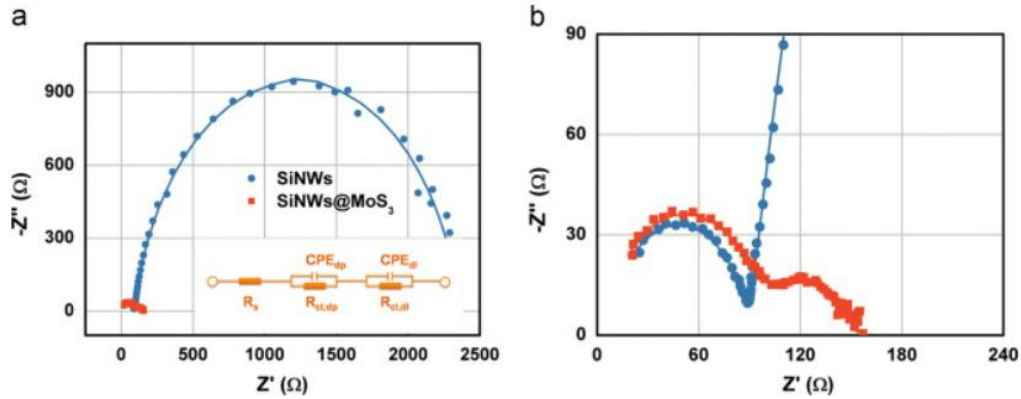 a
-Z'' (Ω)
900
600
300
0
SiNWs
SiNWs@MoS₃
CPEdp
CPEdl
Rs
Rct,dp
Rct,dl
0 500 1000 1500 2000 2500
Z' (Ω)
b
-Z'' (Ω)
90
60
30
0
0 60 120 180 240
Z' (Ω)